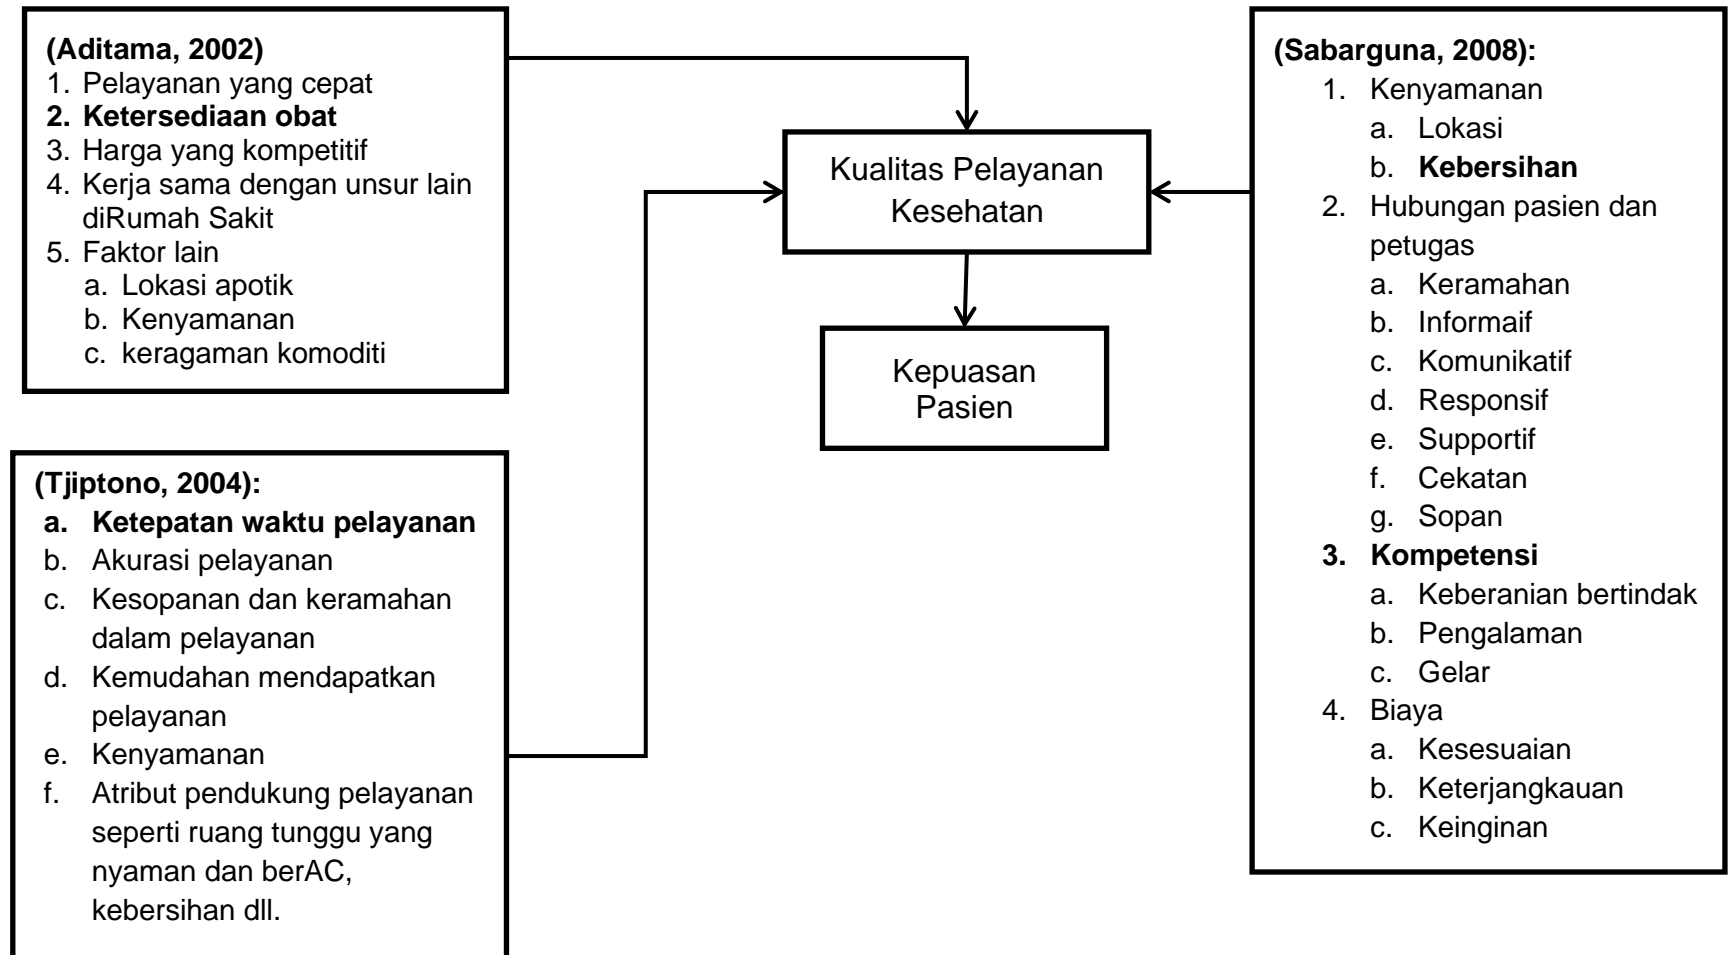 (Aditama, 2002)
1. Pelayanan yang cepat
2. Ketersediaan obat
3. Harga yang kompetitif
4. Kerja sama dengan unsur lain
diRumah Sakit
5. Faktor lain
a. Lokasi apotik
b. Kenyamanan
c. keragaman komoditi
(Tjiptono, 2004):
a. Ketepatan waktu pelayanan
b. Akurasi pelayanan
c. Kesopanan dan keramahan
dalam pelayanan
d. Kemudahan mendapatkan
pelayanan
e. Kenyamanan
f. Atribut pendukung pelayanan
seperti ruang tunggu yang
nyaman dan berAC,
kebersihan dll.
Kualitas Pelayanan
Kesehatan
Kepuasan
Pasien
(Sabarguna, 2008):
1. Kenyamanan
a. Lokasi
b. Kebersihan
2. Hubungan pasien dan
petugas
a. Keramahan
b. Informaif
c. Komunikatif
d. Responsif
e. Supportif
f. Cekatan
g. Sopan
3. Kompetensi
a. Keberanian bertindak
b. Pengalaman
c. Gelar
4. Biaya
a. Kesesuaian
b. Keterjangkauan
c. Keinginan